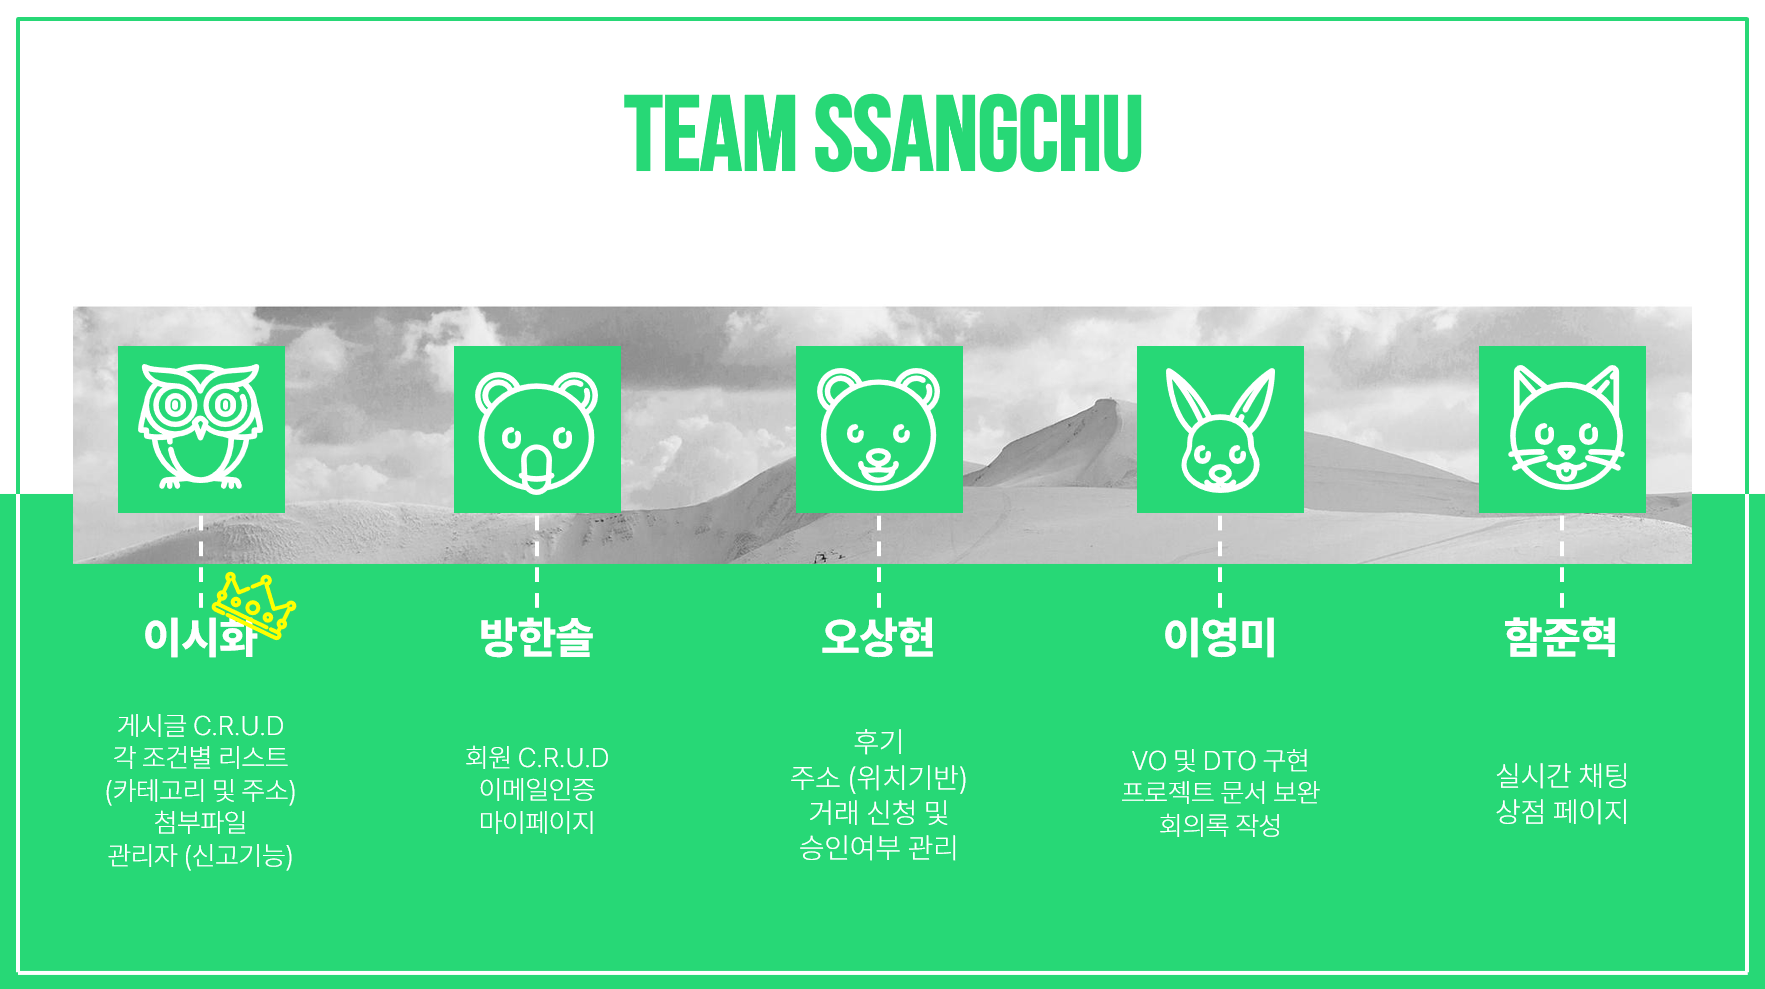 TEAM SSANGCHU
이시화
게시글 C.R.U.D
각 조건별 리스트
(카테고리 및 주소)
첨부파일
관리자 (신고기능)
방한솔
회원 C.R.U.D
이메일인증
마이페이지
오상현
후기
주소 (위치기반)
거래 신청 및
승인여부 관리
이영미
VO 및 DTO 구현
프로젝트 문서 보완
회의록 작성
함준혁
실시간 채팅
상점 페이지